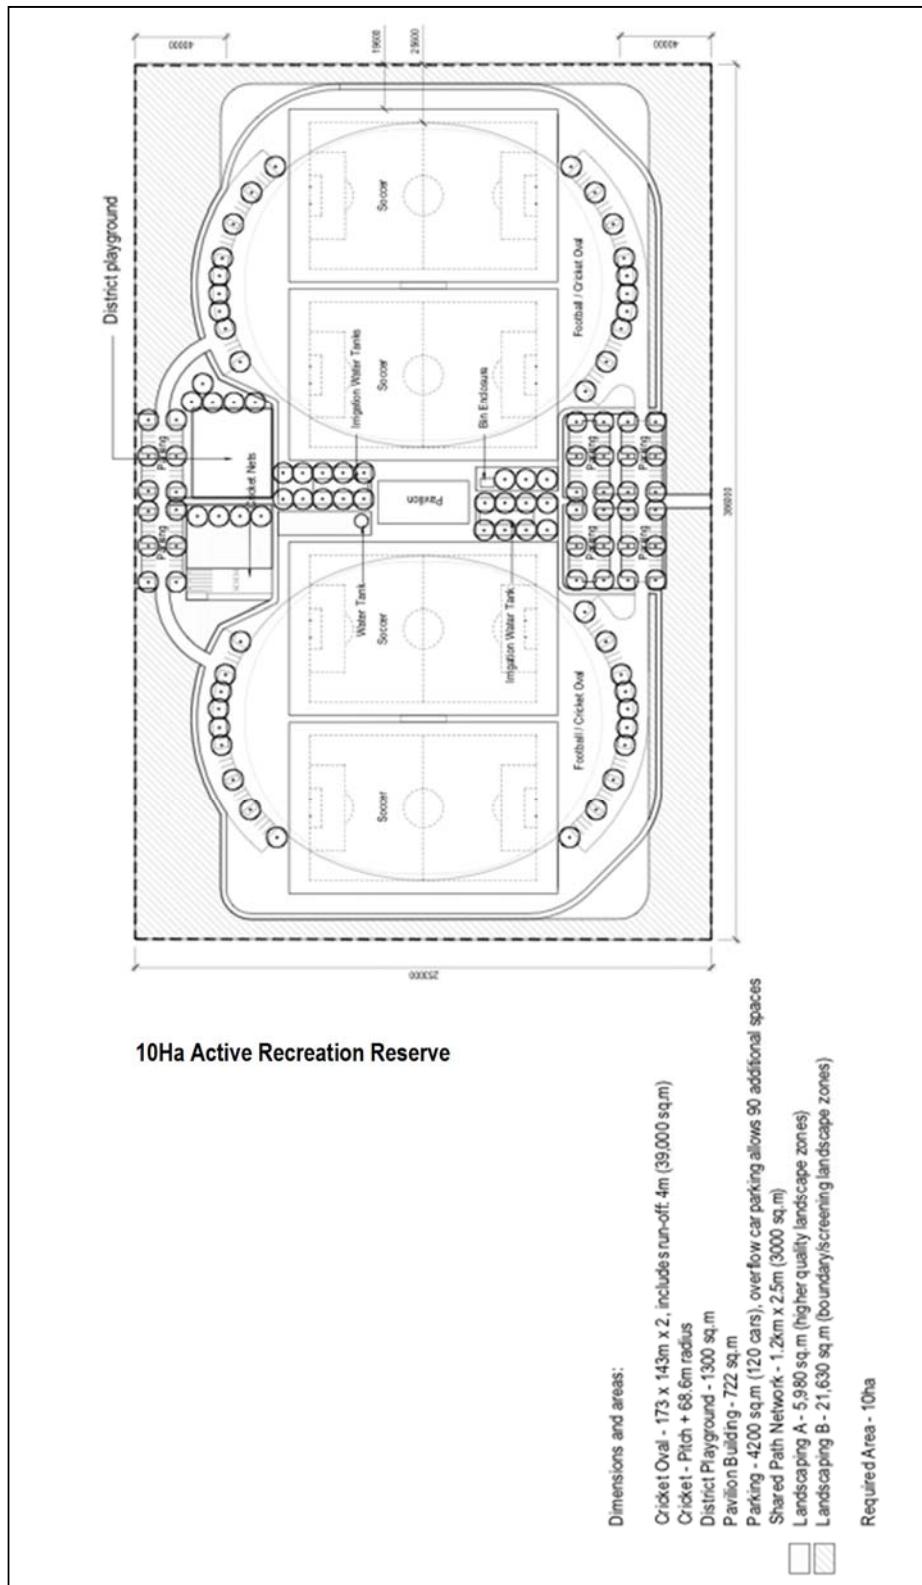 40000
19600
25600
40000
District playground
Soccer
Soccer
Football / Cricket Oval
Irrigation Water Tanks
Bin Enclosure
Parking
Parking
Cricket Nets
Pavilion
Parking
Parking
Parking
Parking
Water Tank
Irrigation Water Tank
Soccer
Football / Cricket Oval
Soccer
253000
10Ha Active Recreation Reserve
Dimensions and areas:
Cricket Oval - 173 x 143m x 2, includes run-off: 4m (39,000 sq.m)
Cricket - Pitch + 68.6m radius
District Playground - 1300 sq.m
Pavilion Building - 722 sq.m
Parking - 4200 sq.m (120 cars), overflow car parking allows 90 additional spaces
Shared Path Network - 1.2km x 2.5m (3000 sq.m)
Landscaping A - 5,980 sq.m (higher quality landscape zones)
Landscaping B - 21,630 sq.m (boundary/screening landscape zones)
Required Area - 10ha